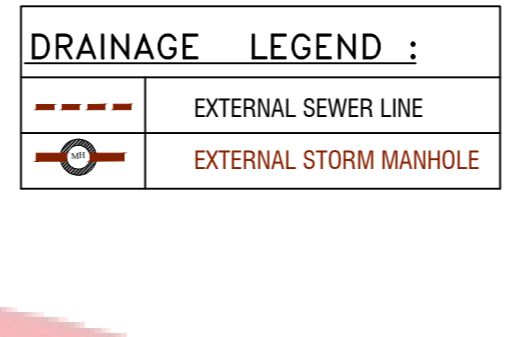 DRAINAGE LEGEND :
EXTERNAL SEWER LINE
MH EXTERNAL STORM MANHOLE